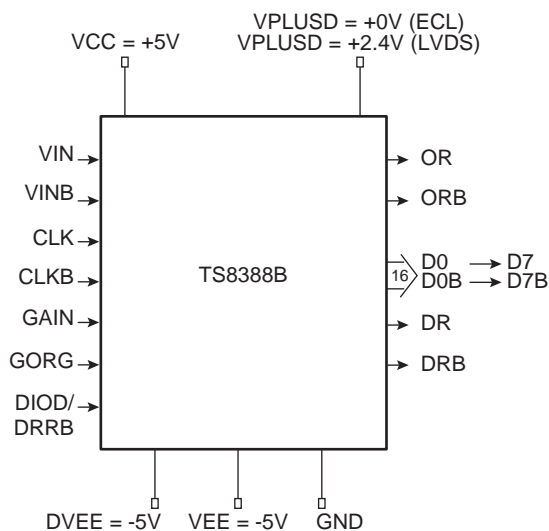 VPLUSD = +0V (ECL)
VCC = +5V
VPLUSD = +2.4V (LVDS)
VIN
OR
VINB
ORB
CLK
D0
D7
CLKB
TS8388B
16
D0B
D7B
GAIN
DR
GORG
DRB
DIOD/
DRRB
DVEE = -5V
VEE = -5V
GND